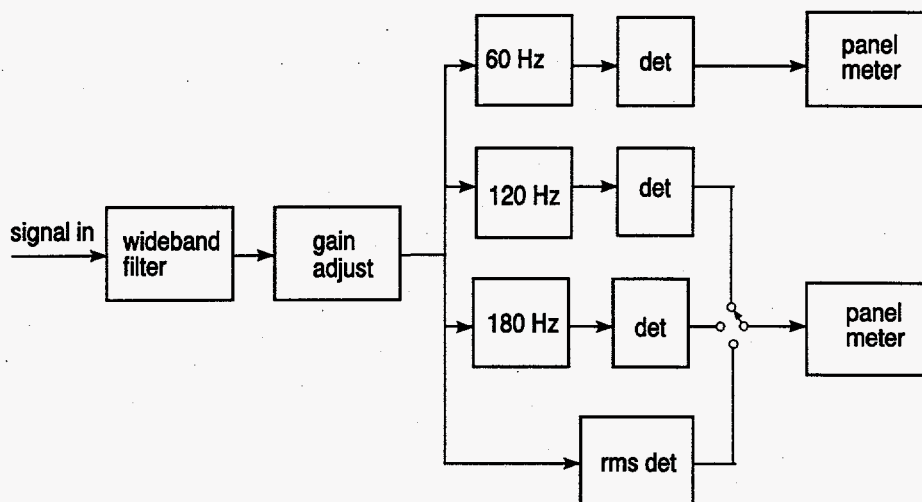 60 Hz
det
panel
meter
120 Hz
det
signal in
wideband
filter
gain
adjust
180 Hz
det
panel
meter
rms det